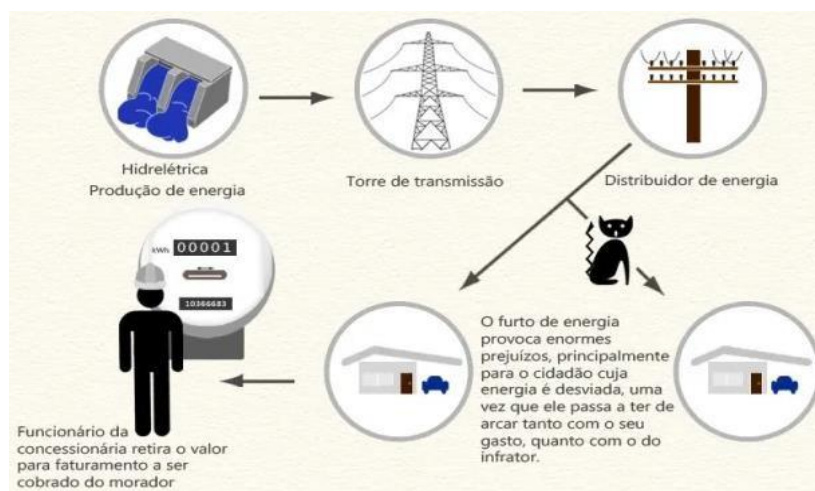 Hidrelétrica
Produção de energia
Torre de transmissão
Distribuidor de energia
kWh 00001
10366683
O furto de energia
provoca enormes
prejuízos, principalmente
para o cidadão cuja
energia é desviada, uma
vez que ele passa a ter de
arcar tanto com o seu
gasto, quanto com o do
infrator.
Funcionário da
concessionária retira o valor
para faturamento a ser
cobrado do morador